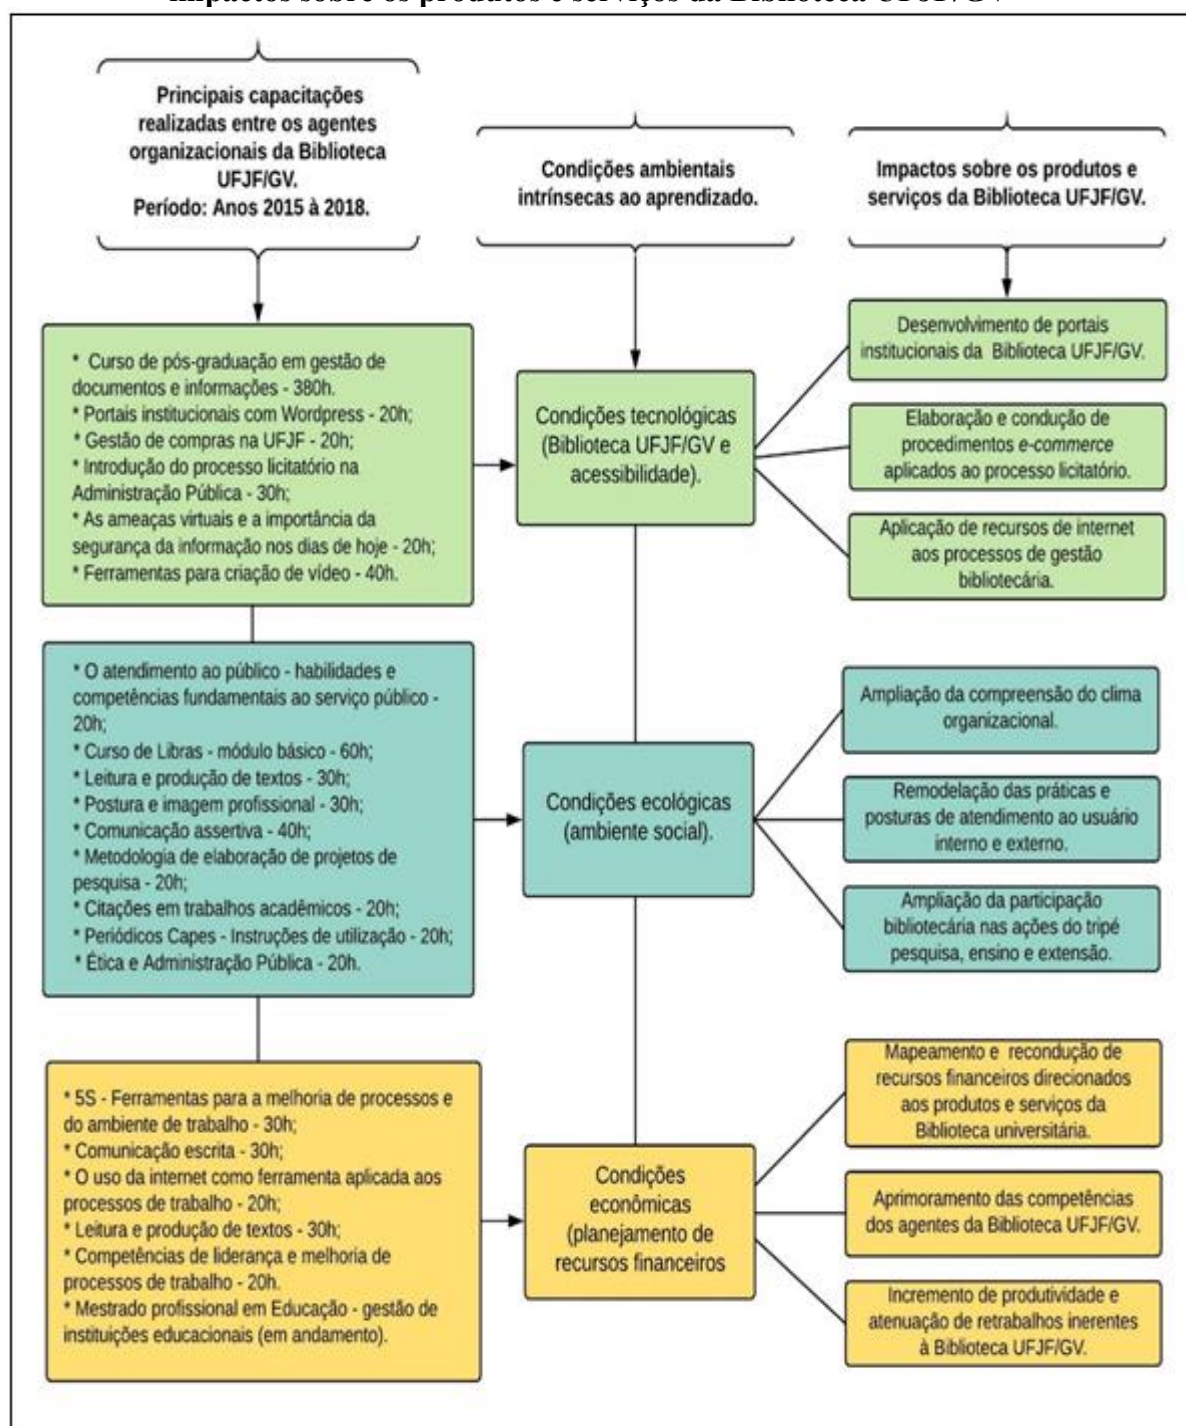 impactos sobre os produtos e serviços da Biblioteca UFJF/GV
Principais capacitações
realizadas entre os agentes
organizacionais da Biblioteca
UFJF/GV.
Período: Anos 2015 à 2018.
Condições ambientais
intrínsecas ao aprendizado.
Impactos sobre os produtos e
serviços da Biblioteca UFJF/GV.
* Curso de pós-graduação em gestão de
documentos e informações - 380h.
* Portais institucionais com Wordpress - 20h;
* Gestão de compras na UFJF - 20h;
* Introdução do processo licitatório na
Administração Pública - 30h;
* As ameaças virtuais e a importância da
segurança da informação nos dias de hoje - 20h;
* Ferramentas para criação de vídeo - 40h.
Condições tecnológicas
(Biblioteca UFJF/GV e
acessibilidade).
Desenvolvimento de portais
institucionais da Biblioteca UFJF/GV.
Elaboração e condução de
procedimentos e-commerce
aplicados ao processo licitatório.
Aplicação de recursos de internet
aos processos de gestão
bibliotecária.
* O atendimento ao público - habilidades e
competências fundamentais ao serviço público -
20h;
* Curso de Libras - módulo básico - 60h;
* Leitura e produção de textos - 30h;
* Postura e imagem profissional - 30h;
* Comunicação assertiva - 40h;
* Metodologia de elaboração de projetos de
pesquisa - 20h;
* Citações em trabalhos acadêmicos - 20h;
* Periódicos Capes - Instruções de utilização - 20h;
* Ética e Administração Pública - 20h.
Condições ecológicas
(ambiente social).
Ampliação da compreensão do clima
organizacional.
Remodelação das práticas e
posturas de atendimento ao usuário
interno e externo.
Ampliação da participação
bibliotecária nas ações do tripé
pesquisa, ensino e extensão.
* 5S - Ferramentas para a melhoria de processos e
do ambiente de trabalho - 30h;
* Comunicação escrita - 30h;
* O uso da internet como ferramenta aplicada aos
processos de trabalho - 20h;
* Leitura e produção de textos - 30h;
* Competências de liderança e melhoria de
processos de trabalho - 20h.
* Mestrado profissional em Educação - gestão de
instituições educacionais (em andamento).
Condições
econômicas
(planejamento de
recursos financeiros
Mapeamento e recondução de
recursos financeiros direcionados
aos produtos e serviços da
Biblioteca universitária.
Aprimoramento das competências
dos agentes da Biblioteca UFJF/GV.
Incremento de produtividade e
atenuação de retrabalhos inerentes
à Biblioteca UFJF/GV.